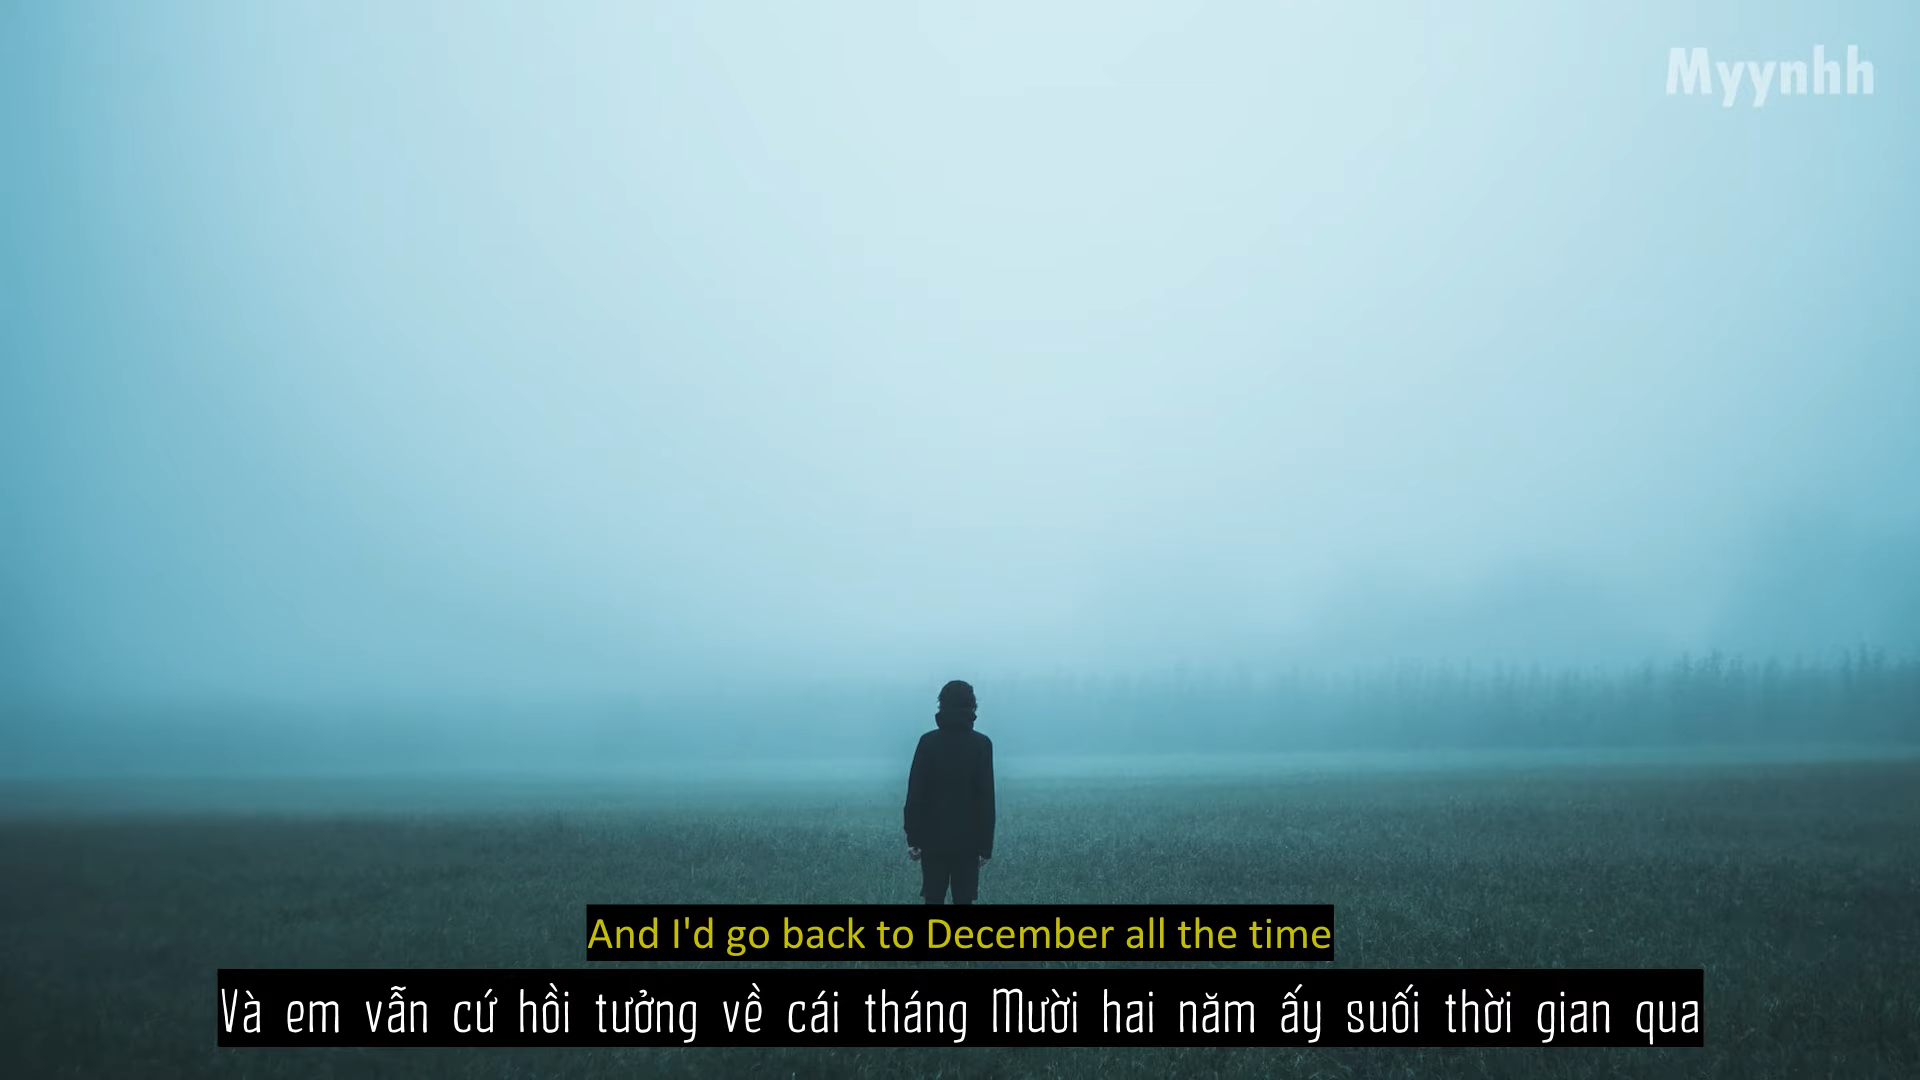 Myynhh
And I'd go back to December all the time
Và em vẫn cứ hồi tưởng về cái tháng Mười hai năm ấy suối thời gian qua